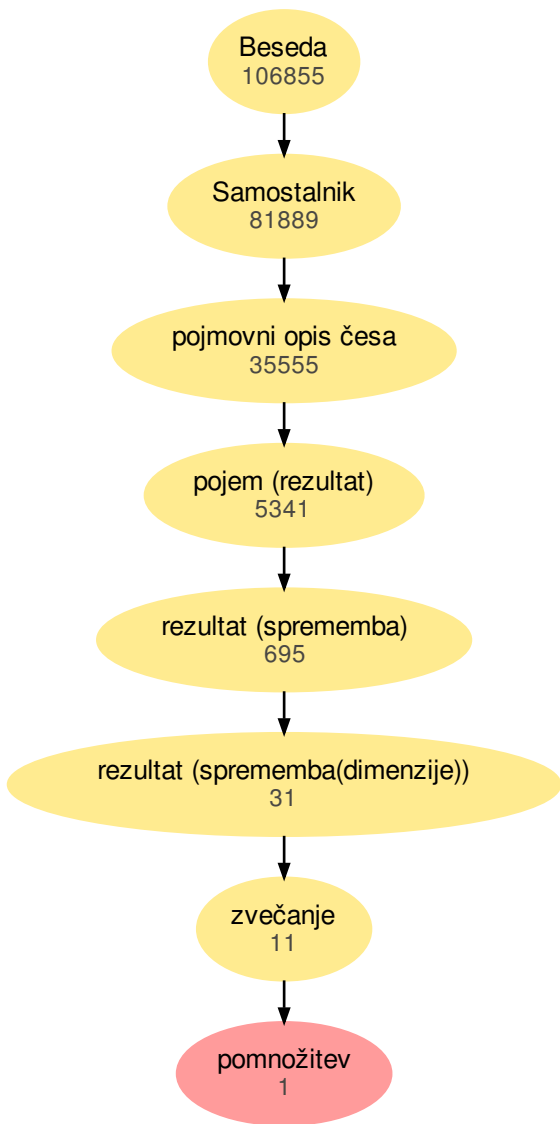 Beseda
106855
Samostalnik
81889
pojmovni opis česa
35555
pojem (rezultat)
5341
rezultat (sprememba)
695
rezultat (sprememba(dimenzije))
31
zvečanje
11
pomnožitev
1